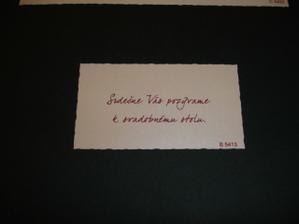 Srdečne Vás pozývame
k svadobnému stolu.
B 5413